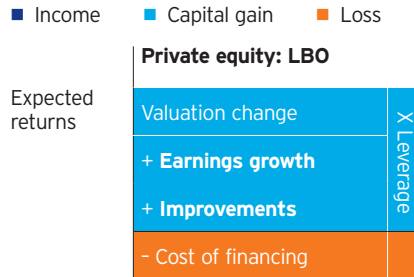 Income Capital gain Loss
Private equity: LBO
Expected
returns
Valuation change
+ Earnings growth
+ Improvements
– Cost of financing
X Leverage